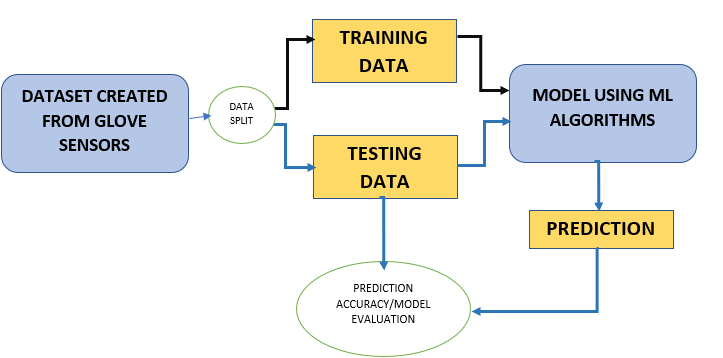 DATASET CREATED
FROM GLOVE
SENSORS
DATA
SPLIT
TRAINING
DATA
TESTING
DATA
MODEL USING ML
ALGORITHMS
PREDICTION
PREDICTION
ACCURACY/MODEL
EVALUATION